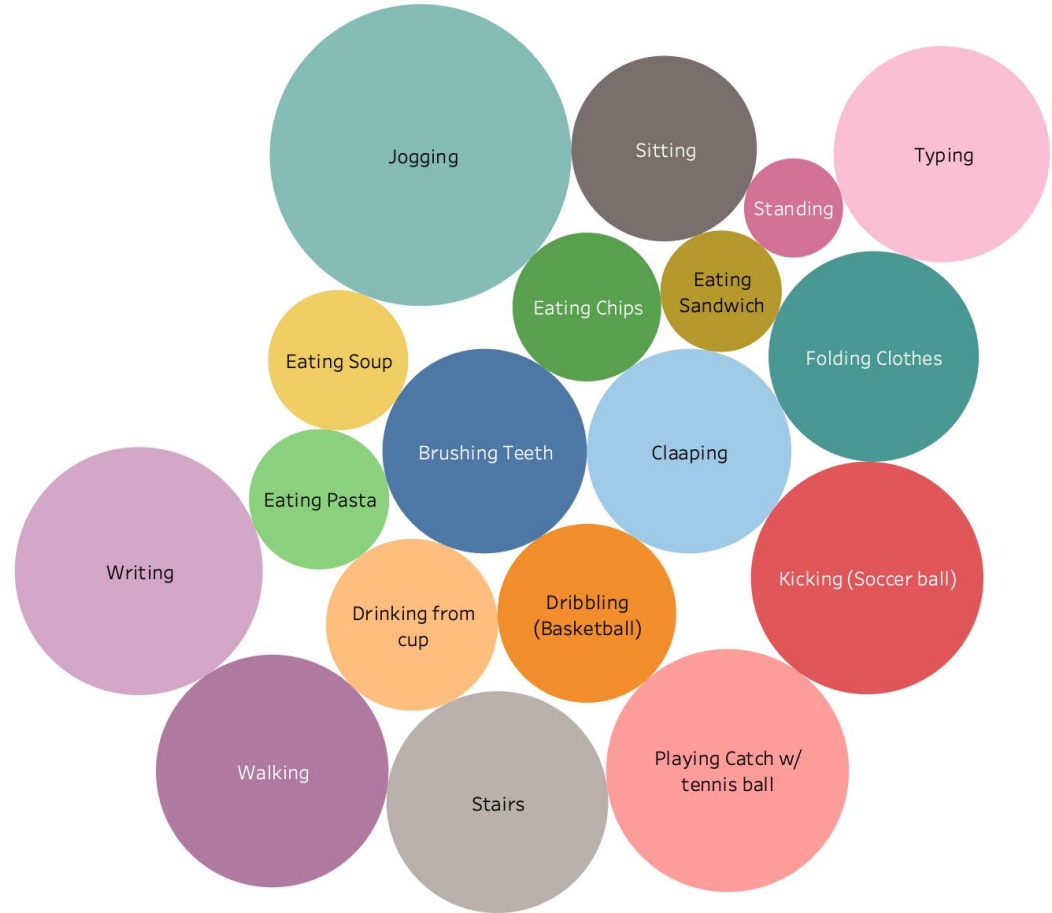 Jogging
Sitting
Typing
Standing
Eating
Sandwich
Eating Chips
Folding Clothes
Eating Soup
Brushing Teeth
Claaping
Eating Pasta
Writing
Kicking (Soccer ball)
Drinking from
cup
Dribbling
(Basketball)
Walking
Stairs
Playing Catch w/
tennis ball